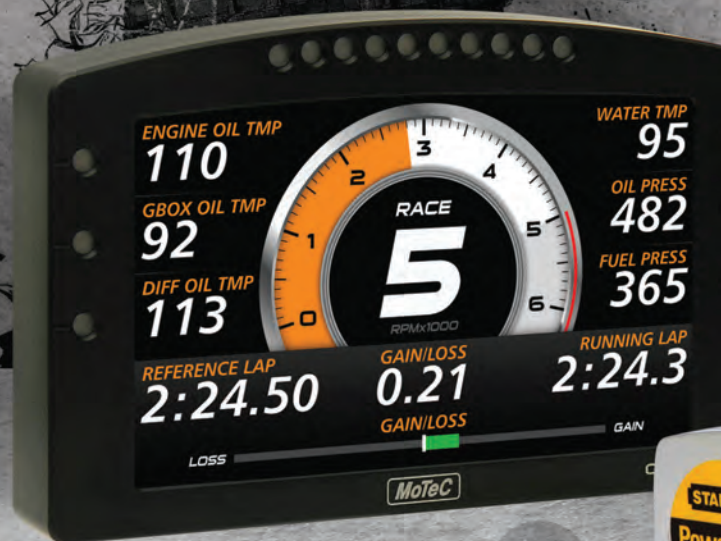 ENGINE OIL TMP
110
GBOX OIL TMP
92
DIFF OIL TMP
113
0
1
2
3
4
5
6
RACE
5
RPMx1000
WATER TMP
95
OIL PRESS
482
FUEL PRESS
365
REFERENCE LAP
2:24.50
GAIN/LOSS
0.21
RUNNING LAP
2:24.3
GAIN/LOSS
LOSS
GAIN
MoTeC